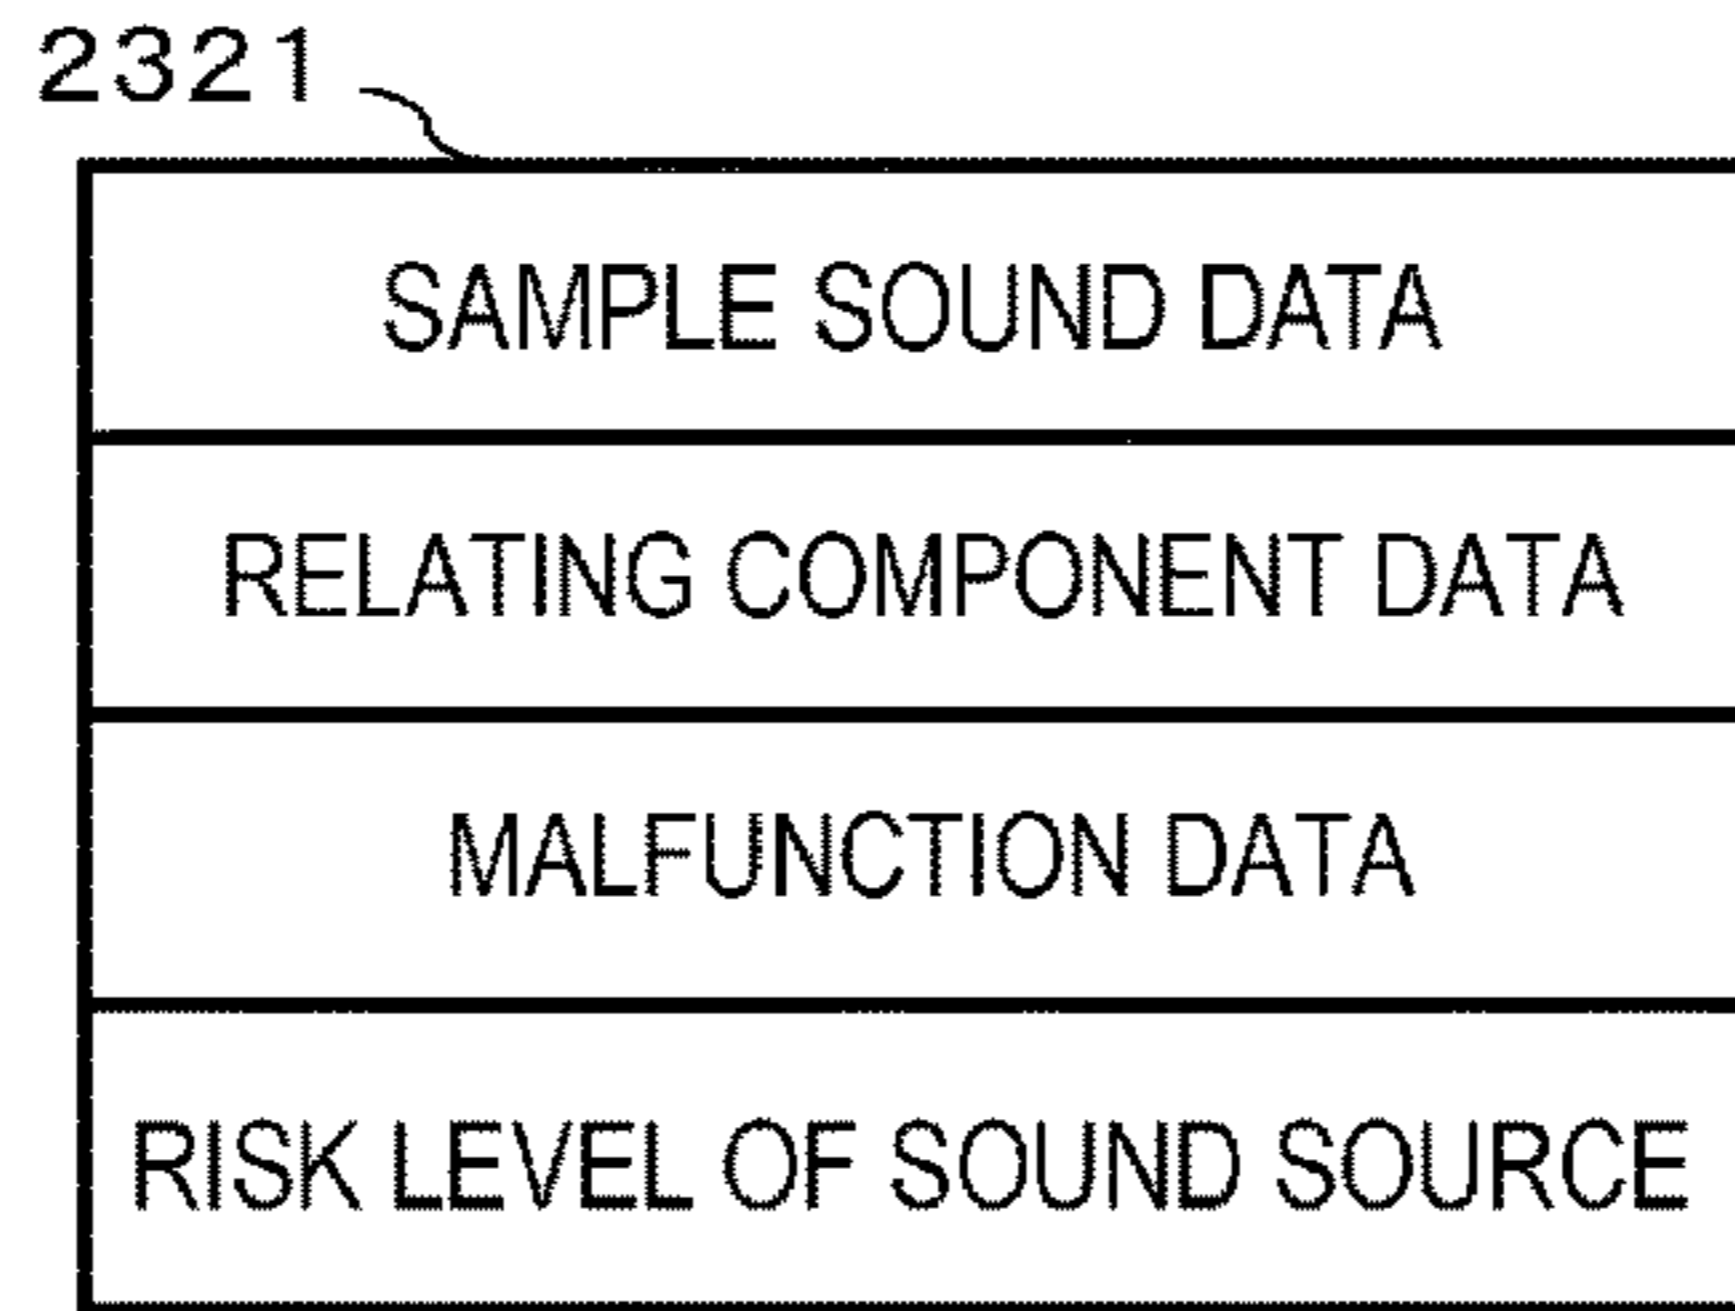 2321
SAMPLE SOUND DATA
RELATING COMPONENT DATA
MALFUNCTION DATA
RISK LEVEL OF SOUND SOURCE